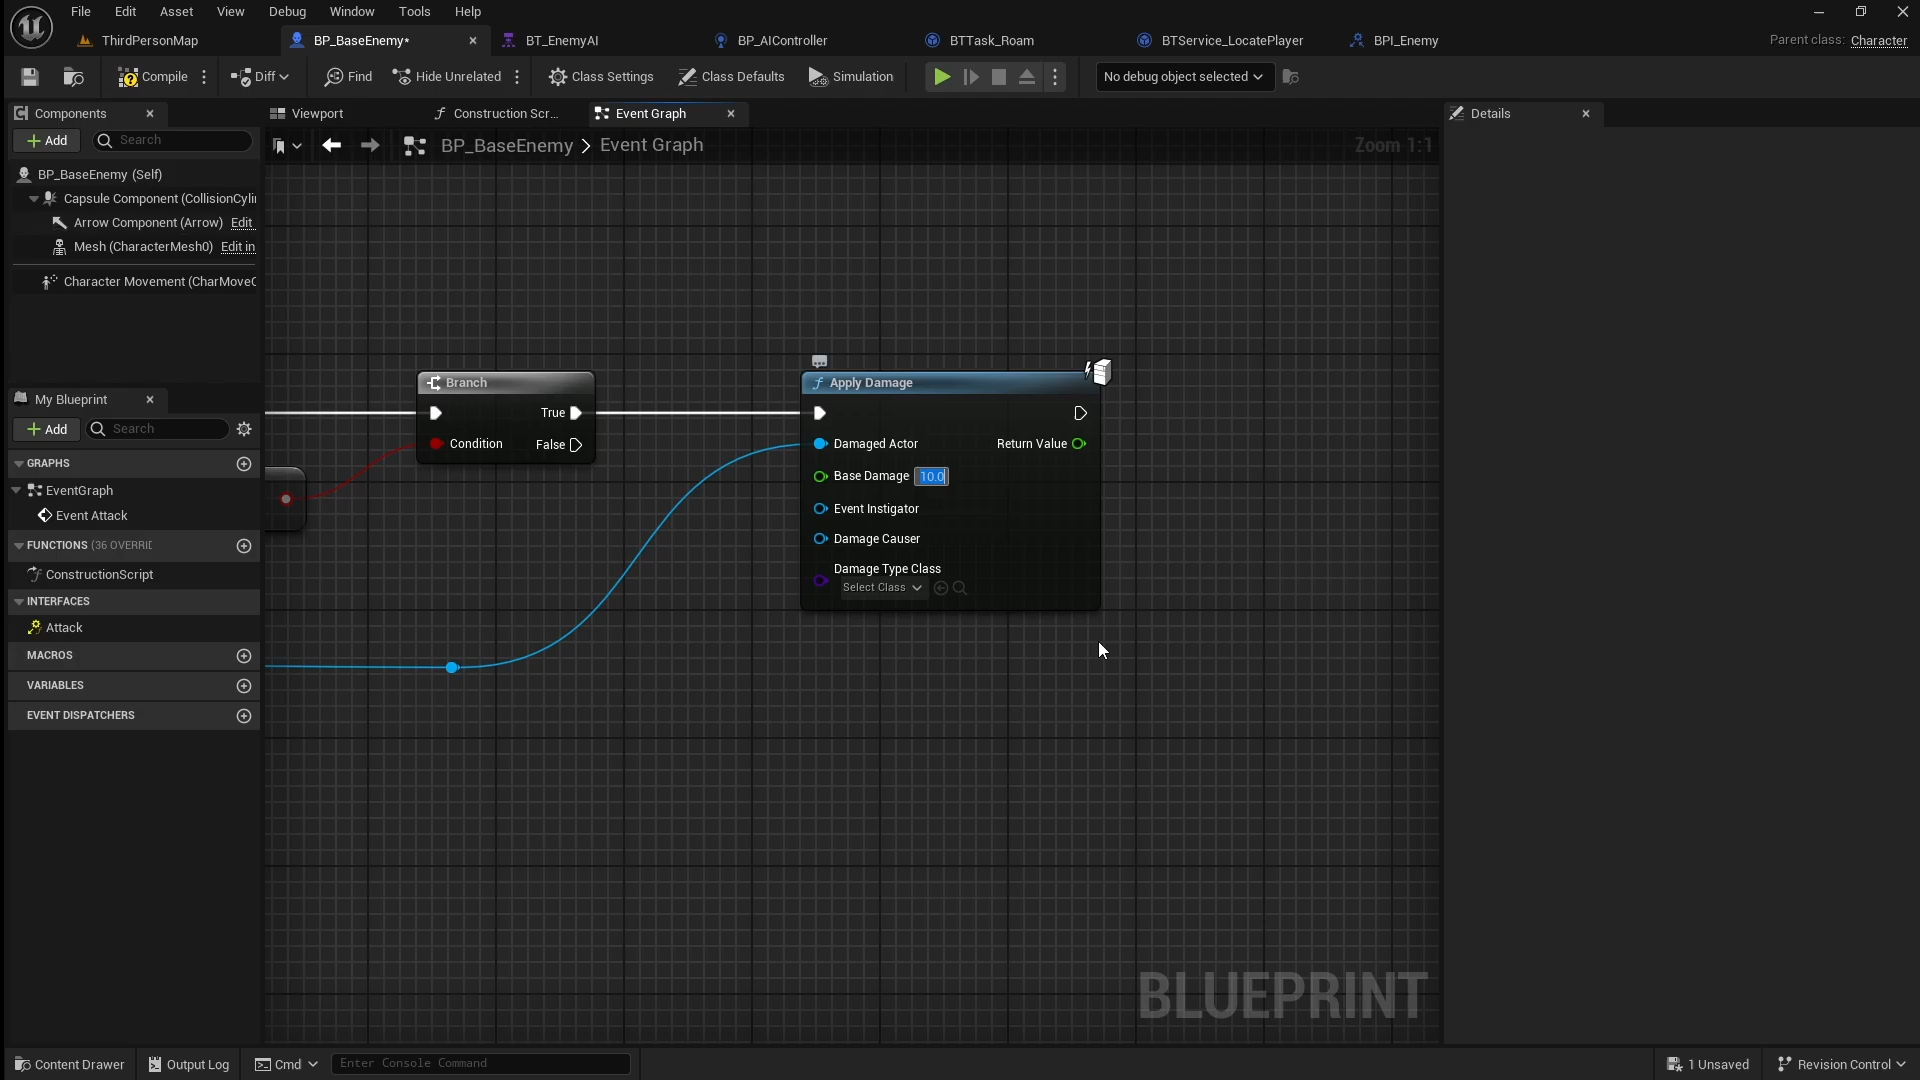 File Edit Asset View Debug Window Tools Help
ThirdPersonMap BP_BaseEnemy* BT_EnemyAI BP_AIController BTTask_Roam BTService_LocatePlayer BPI_Enemy Parent class: Character
Compile Diff Find Hide Unrelated Class Settings Class Defaults Simulation No debug object selected
Components Viewport Construction Scr... Event Graph Details
Add Search BP_BaseEnemy > Event Graph Zoom 1:1
BP_BaseEnemy (Self)
Capsule Component (CollisionCyli
Arrow Component (Arrow) Edit
Mesh (CharacterMesh0) Edit in
Character Movement (CharMoveC
My Blueprint
Add Search
GRAPHS
EventGraph
Event Attack
FUNCTIONS (36 OVERRI
ConstructionScript
INTERFACES
Attack
MACROS
VARIABLES
EVENT DISPATCHERS
Branch
True
Condition False
Apply Damage
Damaged Actor Return Value
Base Damage 10.0
Event Instigator
Damage Causer
Damage Type Class
Select Class
BLUEPRINT
Content Drawer Output Log Cmd Enter Console Command 1 Unsaved Revision Control